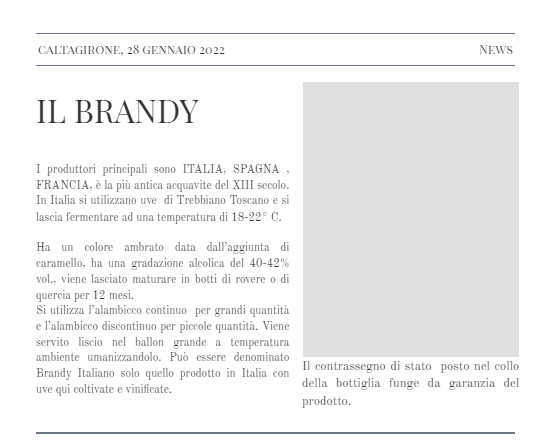 CALTAGIRONE, 28 GENNAIO 2022
News
IL BRANDY
I produttori principali sono ITALIA, SPAGNA ,
FRANCIA, è la più antica acquavite del XIII secolo.
In Italia si utilizzano uve  di Trebbiano Toscano e si
lascia fermentare ad una temperatura di 18-22° C.
Ha un colore ambrato data dall'aggiunta di
caramello, ha una gradazione alcolica del 40-42%
vol., viene lasciato maturare in botti di rovere o di
quercia per 12 mesi.
Si utilizza l'alambicco continuo  per grandi quantità
e l'alambicco discontinuo per piccole quantità. Viene
servito liscio nel ballon grande a temperatura
ambiente umanizzandolo. Può essere denominato
Brandy Italiano solo quello prodotto in Italia con
uve qui coltivate e vinificate.
Il contrassegno di stato  posto nel collo
della bottiglia funge da garanzia del
prodotto.